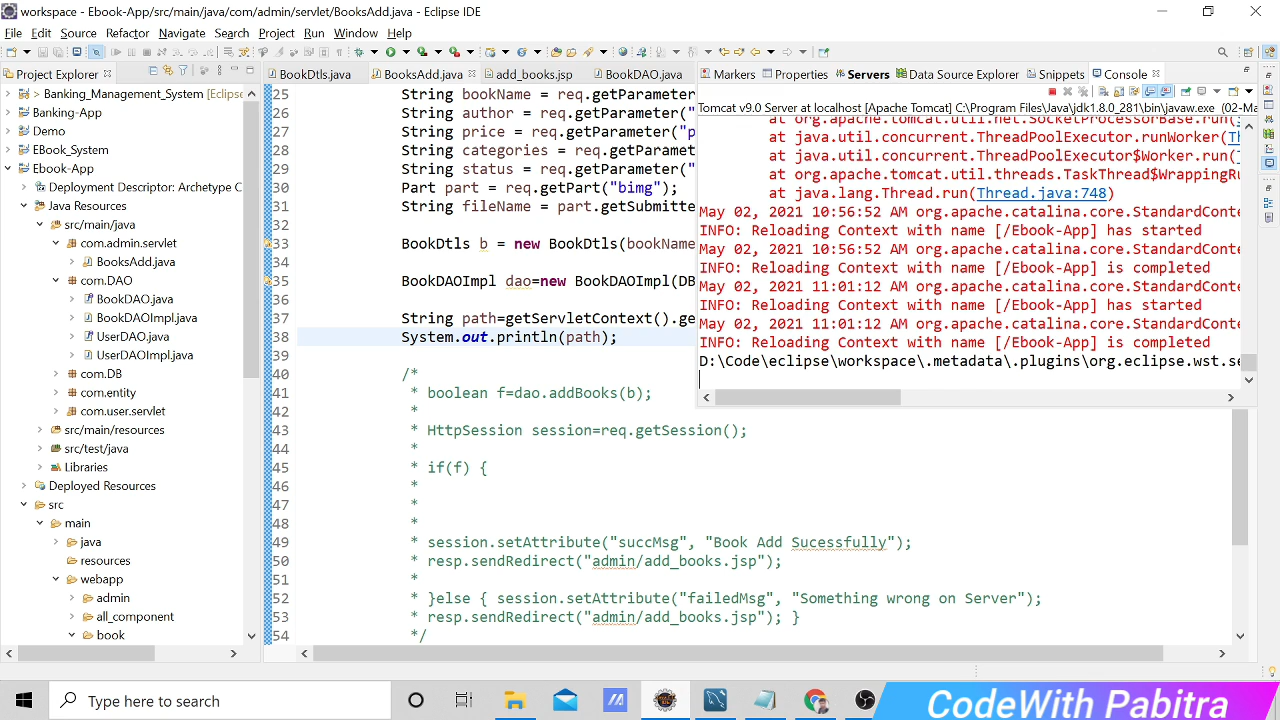 workspace - Ebook-App/src/main/java/com/admin/servlet/BooksAdd.java - Eclipse IDE
File Edit Source Refactor Navigate Search Project Run Window Help
Project Explorer
BookDtls.java BooksAdd.java add_books.jsp BookDAO.java
Markers Properties Servers Data Source Explorer Snippets Console
Tomcat v9.0 Server at localhost [Apache Tomcat] C:\Program Files\Java\jdk1.8.0_281\bin\javaw.exe (02-Ma
> Banking_Management_System [Eclips
Banking-App
Demo
EBook_System
Ebook-App
Deployment Descriptor: Archetype C
Java Resources
src/main/java
com.admin.servlet
BooksAdd.java
com.DAO
BookDAO.java
BookDAOImpl.java
UserDAO.java
UserDAOImpl.java
com.DB
com.entity
com.user.servlet
src/main/resources
src/test/java
Libraries
Deployed Resources
src
main
java
resources
webapp
admin
all_component
book
25 String bookName = req.getParameter
26 String author = req.getParameter("
27 String price = req.getParameter("p
28 String categories = req.getParamet
29 String status = req.getParameter("
30 Part part = req.getPart("bimg");
31 String fileName = part.getSubmitte
32
33 BookDtls b = new BookDtls(bookName
34
35 BookDAOImpl dao=new BookDAOImpl(DB
36
37 String path=getServletContext().ge
38 System.out.println(path);
39
40 /*
41 * boolean f=dao.addBooks(b);
42 *
43 * HttpSession session=req.getSession();
44 *
45 * if(f) {
46 *
47 *
48 *
49 * session.setAttribute("succMsg", "Book Add Sucessfully");
50 * resp.sendRedirect("admin/add_books.jsp");
51 *
52 * }else { session.setAttribute("failedMsg", "Something wrong on Server");
53 * resp.sendRedirect("admin/add_books.jsp"); }
54 */
at org.apache.tomcat.util.net.SocketProcessorBase.run(
at java.util.concurrent.ThreadPoolExecutor.runWorker(Th
at java.util.concurrent.ThreadPoolExecutor$Worker.run(
at org.apache.tomcat.util.threads.TaskThread$WrappingRu
at java.lang.Thread.run(Thread.java:748)
May 02, 2021 10:56:52 AM org.apache.catalina.core.StandardConte
INFO: Reloading Context with name [/Ebook-App] has started
May 02, 2021 10:56:52 AM org.apache.catalina.core.StandardConte
INFO: Reloading Context with name [/Ebook-App] is completed
May 02, 2021 11:01:12 AM org.apache.catalina.core.StandardConte
INFO: Reloading Context with name [/Ebook-App] has started
May 02, 2021 11:01:12 AM org.apache.catalina.core.StandardConte
INFO: Reloading Context with name [/Ebook-App] is completed
D:\Code\eclipse\workspace\.metadata\.plugins\org.eclipse.wst.se
Type here to search
CodeWith Pabitra